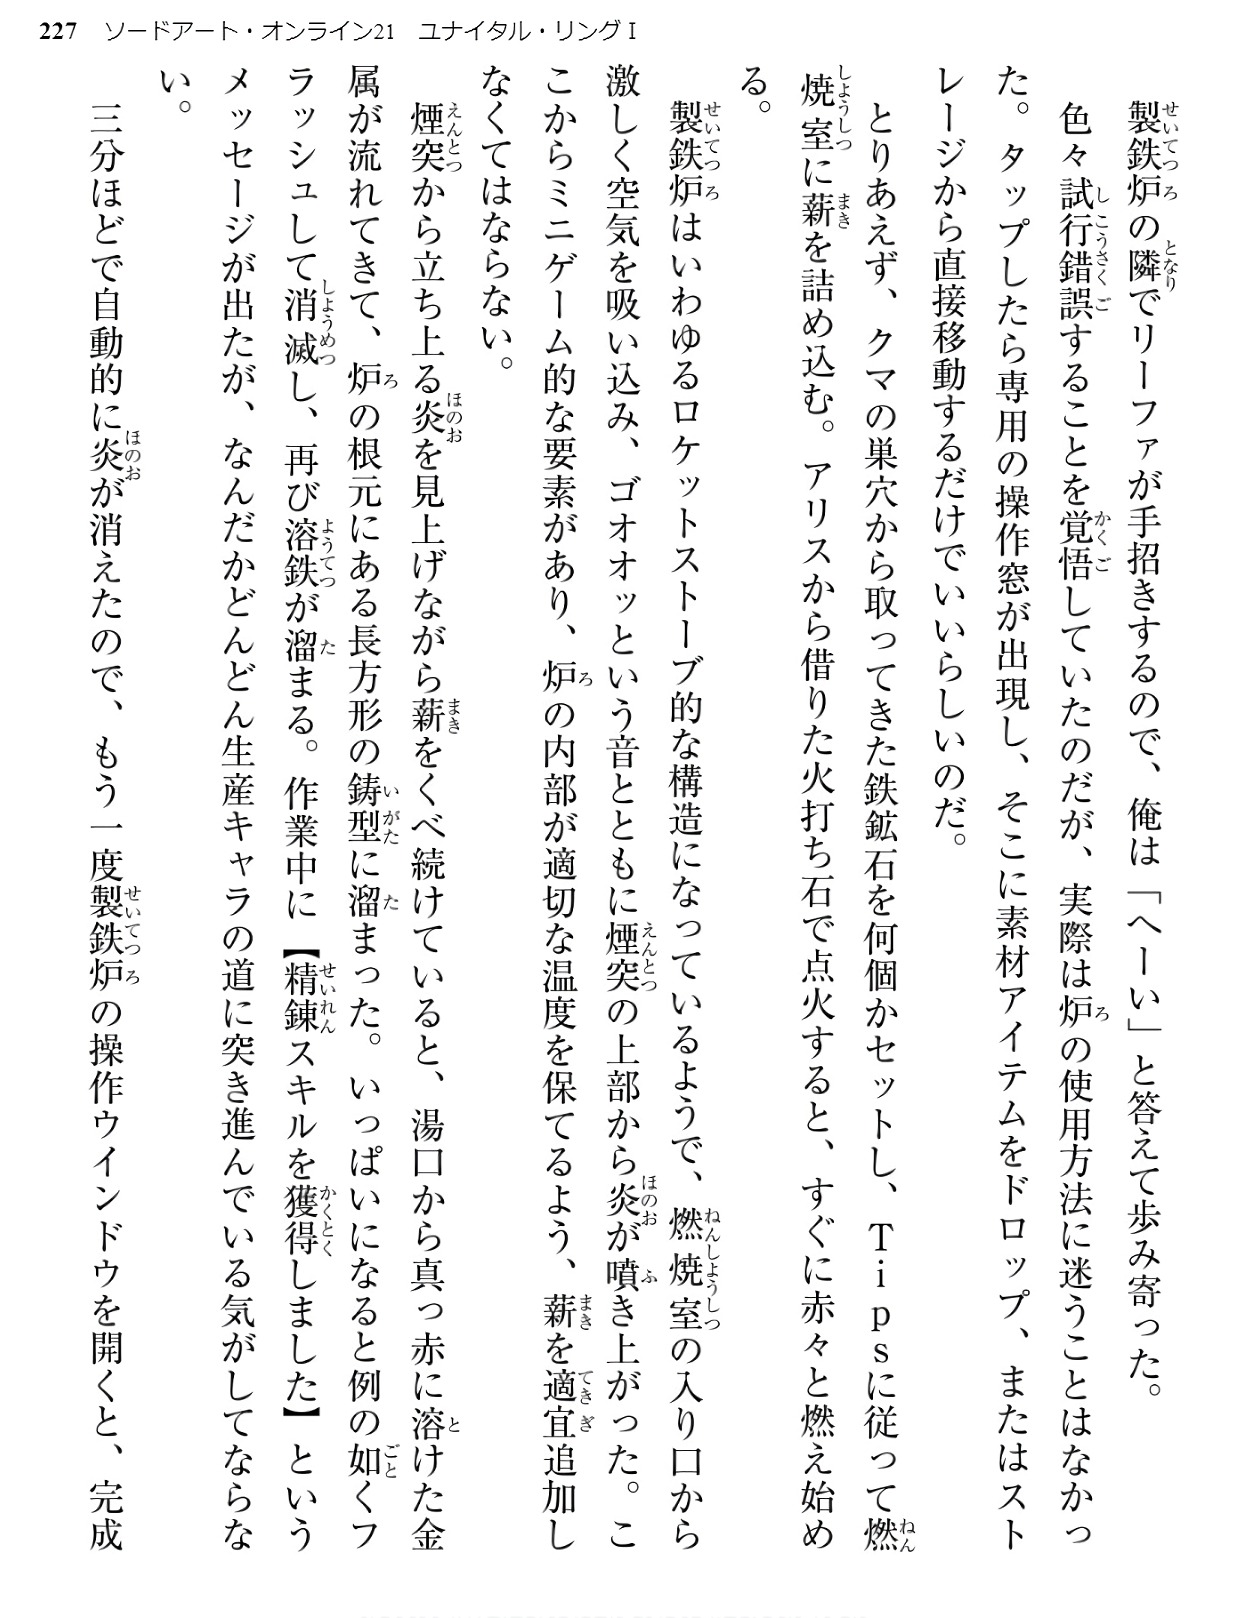 227 ソードアート・オンライン21 ユナイタル・リングⅠ
製鉄炉の隣でリーファが手招きするので、俺は「へーい」と答えて歩み寄った。
色々試行錯誤することを覚悟していたのだが、実際は炉の使用方法に迷うことはなかっ
た。タップしたら専用の操作窓が出現し、そこに素材アイテムをドロップ、またはスト
レージから直接移動するだけでいいらしいのだ。
とりあえず、クマの巣穴から取ってきた鉄鉱石を何個かセットし、Tipsに従って燃
焼室に薪を詰め込む。アリスから借りた火打ち石で点火すると、すぐに赤々と燃え始め
る。
製鉄炉はいわゆるロケットストーブ的な構造になっているようで、燃焼室の入り口から
激しく空気を吸い込み、ゴオオッという音とともに煙突の上部から炎が噴き上がった。こ
こからミニゲーム的な要素があり、炉の内部が適切な温度を保てるよう、薪を適宜追加し
なくてはならない。
煙突から立ち上る炎を見上げながら薪をくべ続けていると、湯口から真っ赤に溶けた金
属が流れてきて、炉の根元にある長方形の鋳型に溜まった。いっぱいになると例の如くフ
ラッシュして消滅し、再び溶鉄が溜まる。作業中に【精錬スキルを獲得しました】という
メッセージが出たが、なんだかどんどん生産キャラの道に突き進んでいる気がしてならな
い。
三分ほどで自動的に炎が消えたので、もう一度製鉄炉の操作ウインドウを開くと、完成